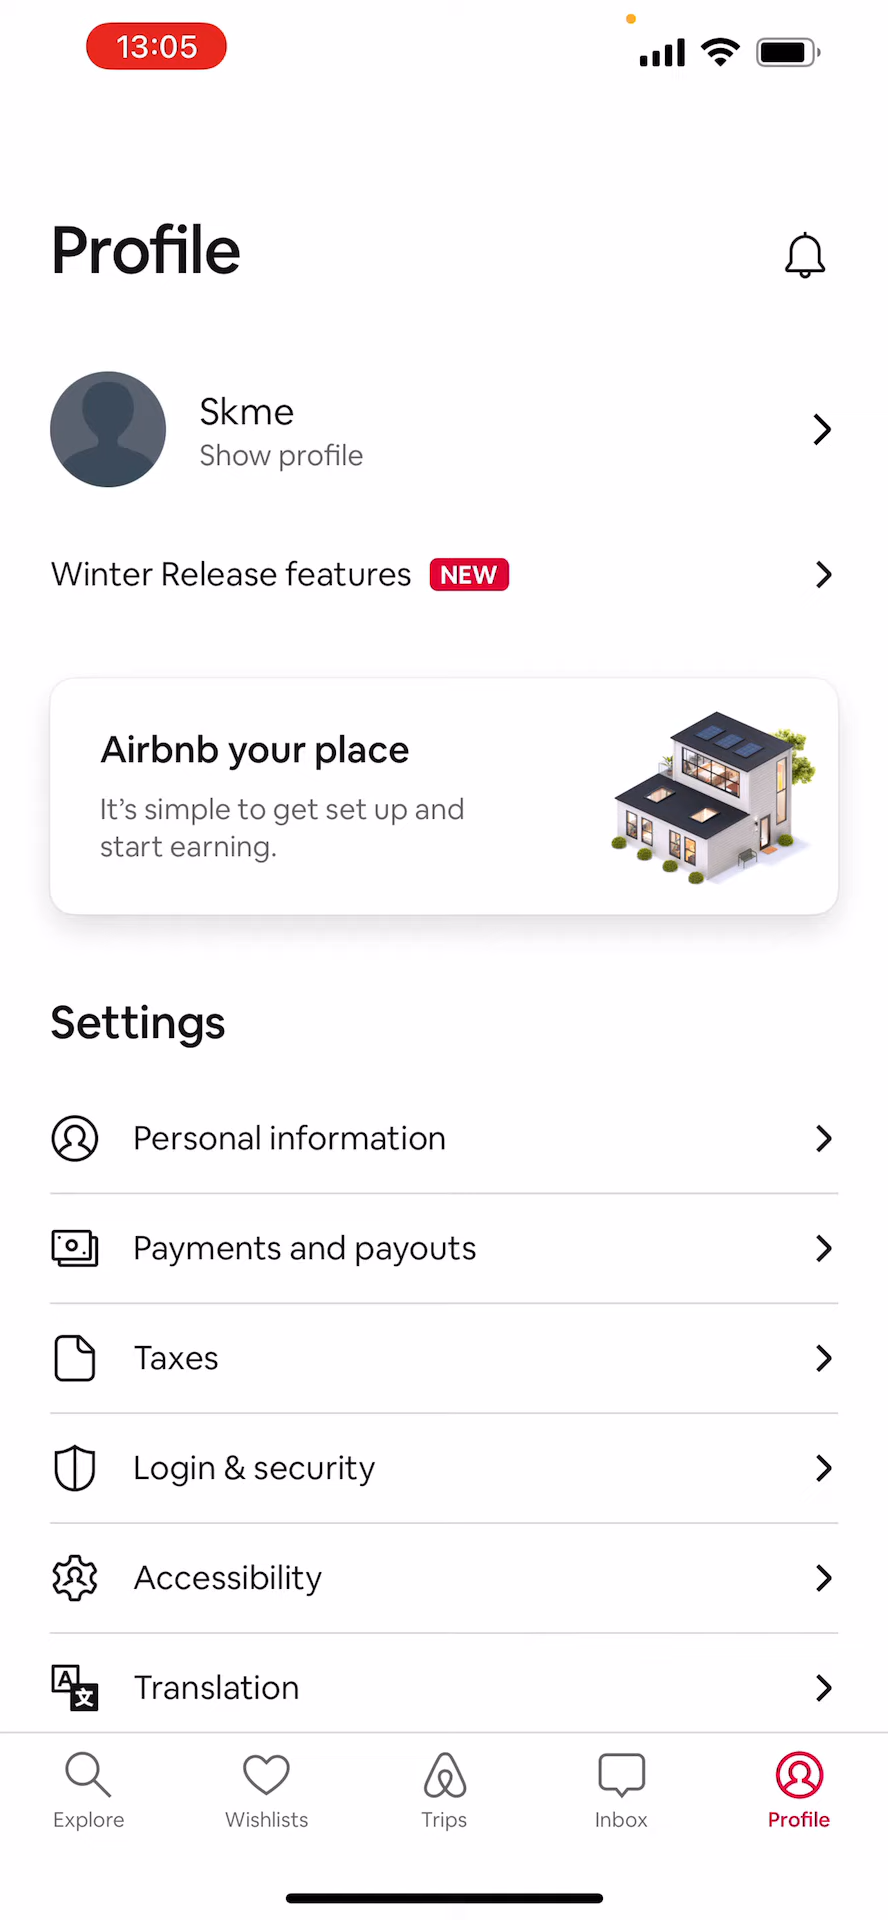 13:05
Profile
Skme
Show profile
Winter Release features NEW
Airbnb your place
It’s simple to get set up and
start earning.
Settings
Personal information
Payments and payouts
Taxes
Login & security
Accessibility
A 文 Translation
Explore Wishlists Trips Inbox Profile